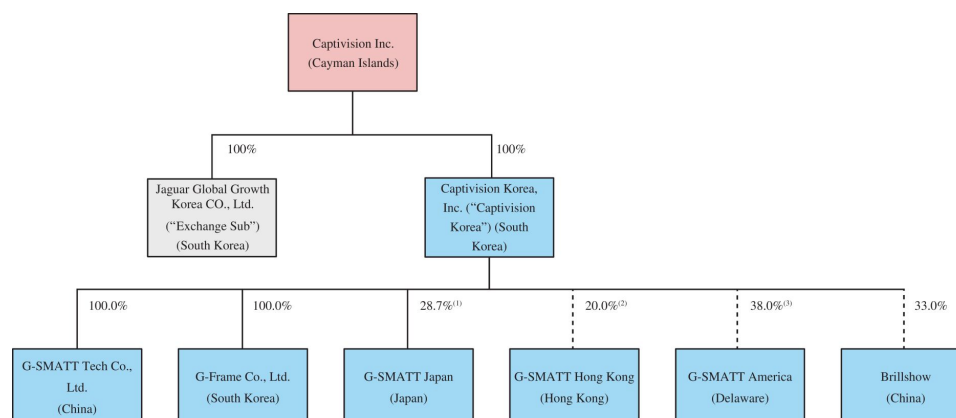 Captivision Inc.
(Cayman Islands)
100%
100%
Jaguar Global Growth
Korea CO., Ltd.
(“Exchange Sub”)
(South Korea)
Captivision Korea,
Inc. (“Captivision
Korea”) (South
Korea)
100.0%
100.0%
28.7%(1)
20.0%(2)
38.0%(3)
33.0%
G-SMATT Tech Co.,
Ltd.
(China)
G-Frame Co., Ltd.
(South Korea)
G-SMATT Japan
(Japan)
G-SMATT Hong Kong
(Hong Kong)
G-SMATT America
(Delaware)
Brillshow
(China)